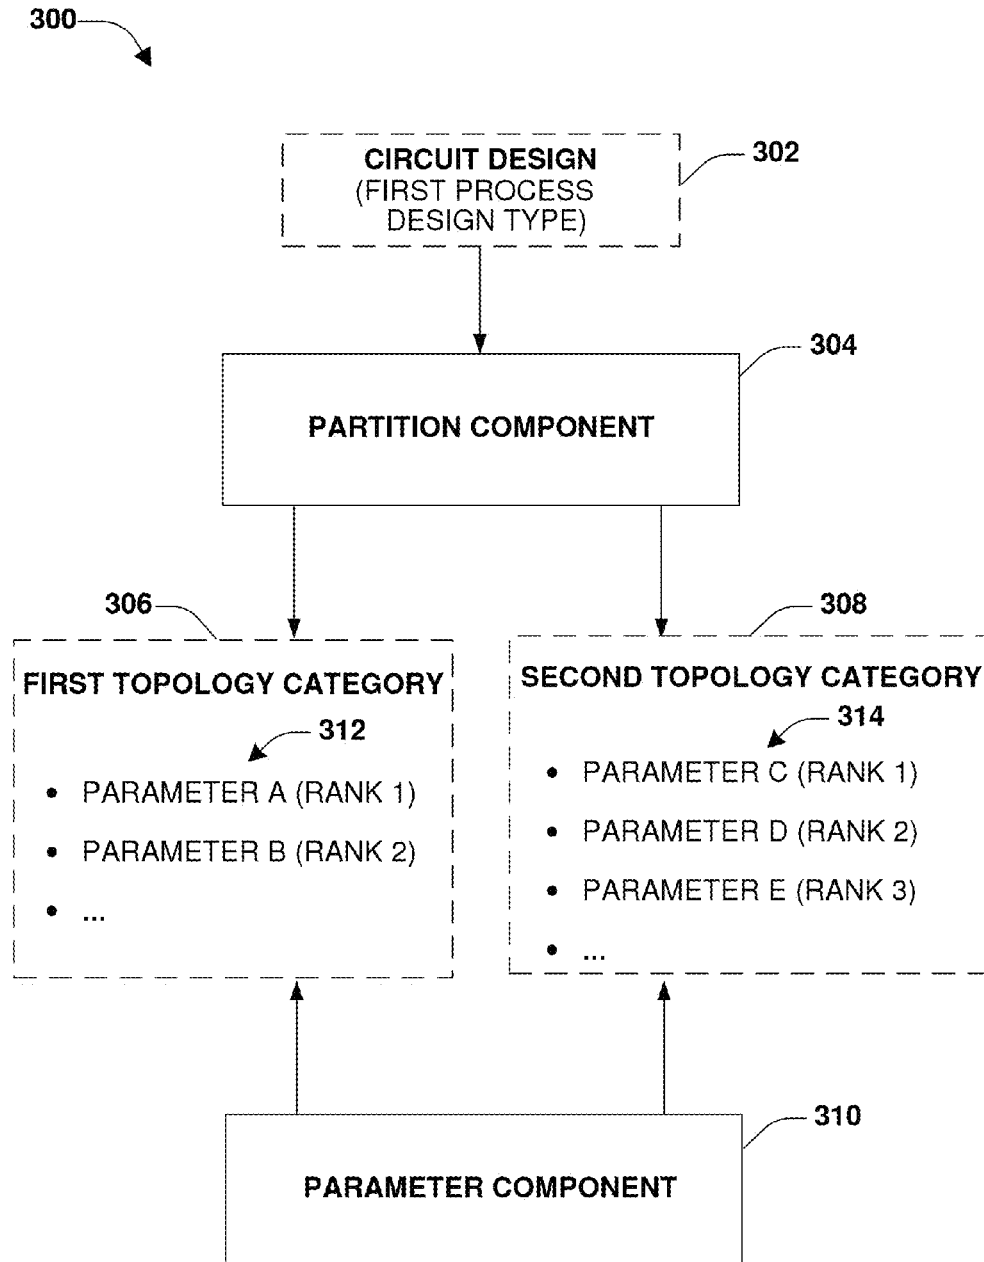 300
CIRCUIT DESIGN
(FIRST PROCESS
DESIGN TYPE)
302
304
PARTITION COMPONENT
306
308
FIRST TOPOLOGY CATEGORY
312
• PARAMETER A (RANK 1)
• PARAMETER B (RANK 2)
• ...
SECOND TOPOLOGY CATEGORY
314
• PARAMETER C (RANK 1)
• PARAMETER D (RANK 2)
• PARAMETER E (RANK 3)
• ...
310
PARAMETER COMPONENT